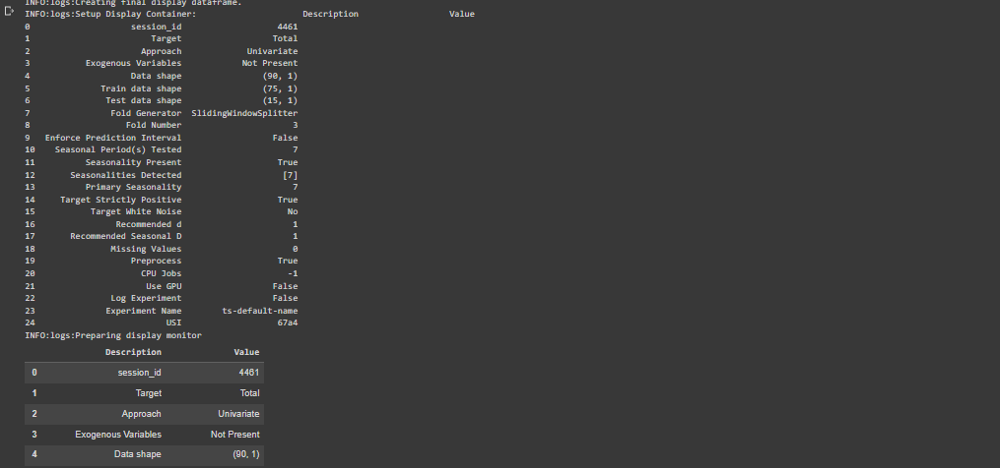 INFO:logs:Creating final display dataframe.
INFO:logs:Setup Display Container: Description Value
0 session_id 4461
1 Target Total
2 Approach Univariate
3 Exogenous Variables Not Present
4 Data shape (90, 1)
5 Train data shape (75, 1)
6 Test data shape (15, 1)
7 Fold Generator SlidingWindowSplitter
8 Fold Number 3
9 Enforce Prediction Interval False
10 Seasonal Period(s) Tested 7
11 Seasonality Present True
12 Seasonalities Detected [7]
13 Primary Seasonality 7
14 Target Strictly Positive True
15 Target White Noise No
16 Recommended d 1
17 Recommended Seasonal D 1
18 Missing Values 0
19 Preprocess True
20 CPU Jobs -1
21 Use GPU False
22 Log Experiment False
23 Experiment Name ts-default-name
24 USI 67a4
INFO:logs:Preparing display monitor
Description Value
0 session_id 4461
1 Target Total
2 Approach Univariate
3 Exogenous Variables Not Present
4 Data shape (90, 1)